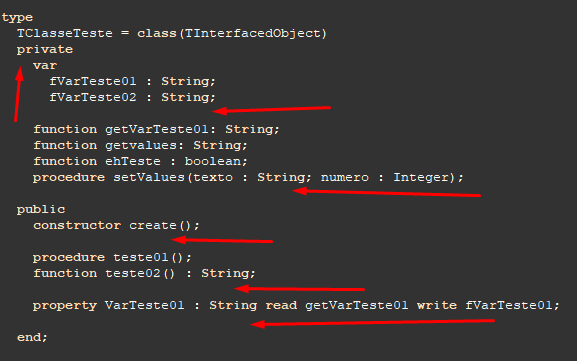 type
  TClasseTeste = class(TInterfacedObject)
  private
    var
      fVarTeste01 : String;
      fVarTeste02 : String;
    function getVarTeste01: String;
    function getvalues: String;
    function ehTeste : boolean;
    procedure setValues(texto : String; numero : Integer);
  public
    constructor create();
    procedure teste01();
    function teste02() : String;
    property VarTeste01 : String read getVarTeste01 write fVarTeste01;
  end;